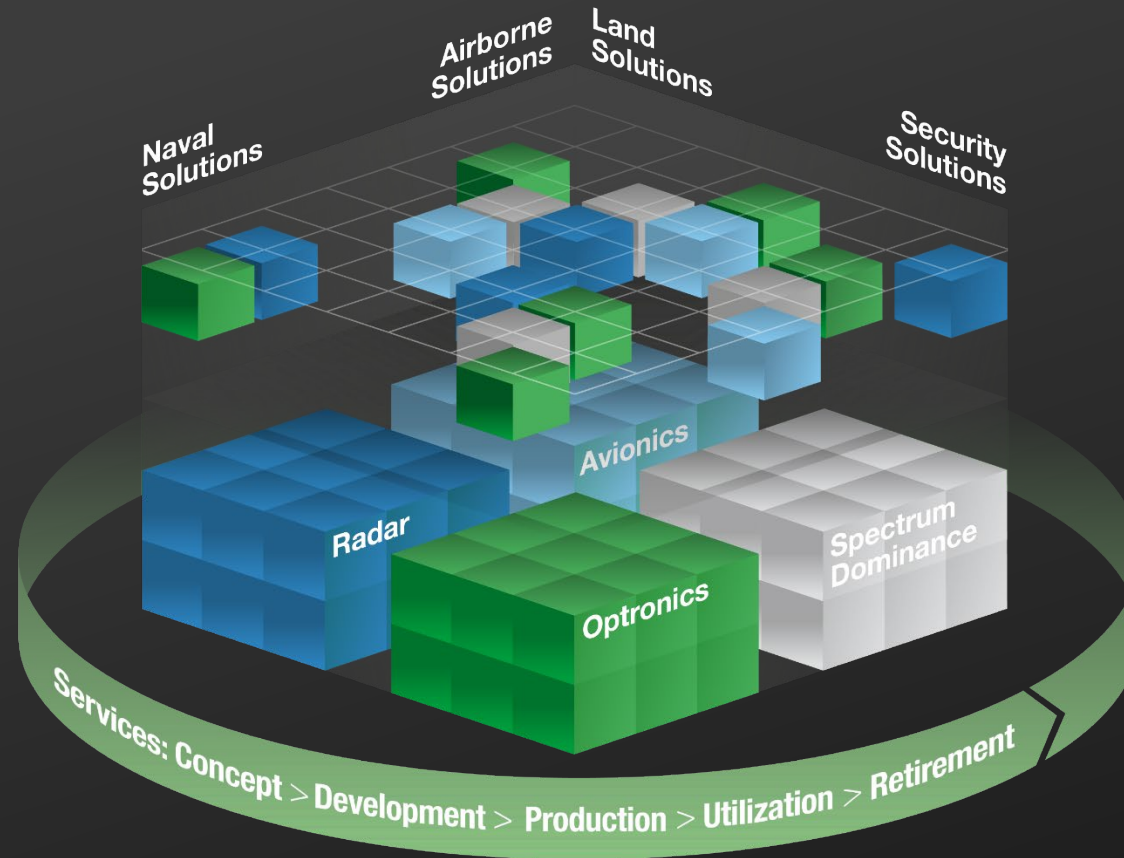 Airborne
Solutions
Land
Solutions
Naval
Solutions
Security
Solutions
Avionics
Radar
Spectrum
Dominance
Optronics
Services: Concept > Development > Production > Utilization > Retirement